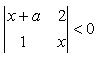 |x + a  2|
|1  x| < 0